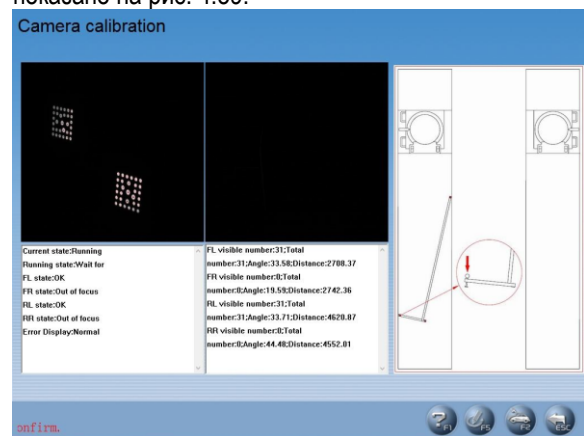 показано на рис. 4.39.
Camera calibration
Current state:Running
Running state:Wait for
FL state:OK
FR state:Out of focus
RL state:OK
RR state:Out of focus
Error Display:Normal
FL visible number:31;Total
number:31;Angle:33.58;Distance:2708.37
FR visible number:0;Total
number:0;Angle:19.59;Distance:2742.36
RL visible number:31;Total
number:31;Angle:33.71;Distance:4620.87
RR visible number:0;Total
number:0;Angle:44.48;Distance:4552.01
onfirm.
?
F1
F5
F2
ESC